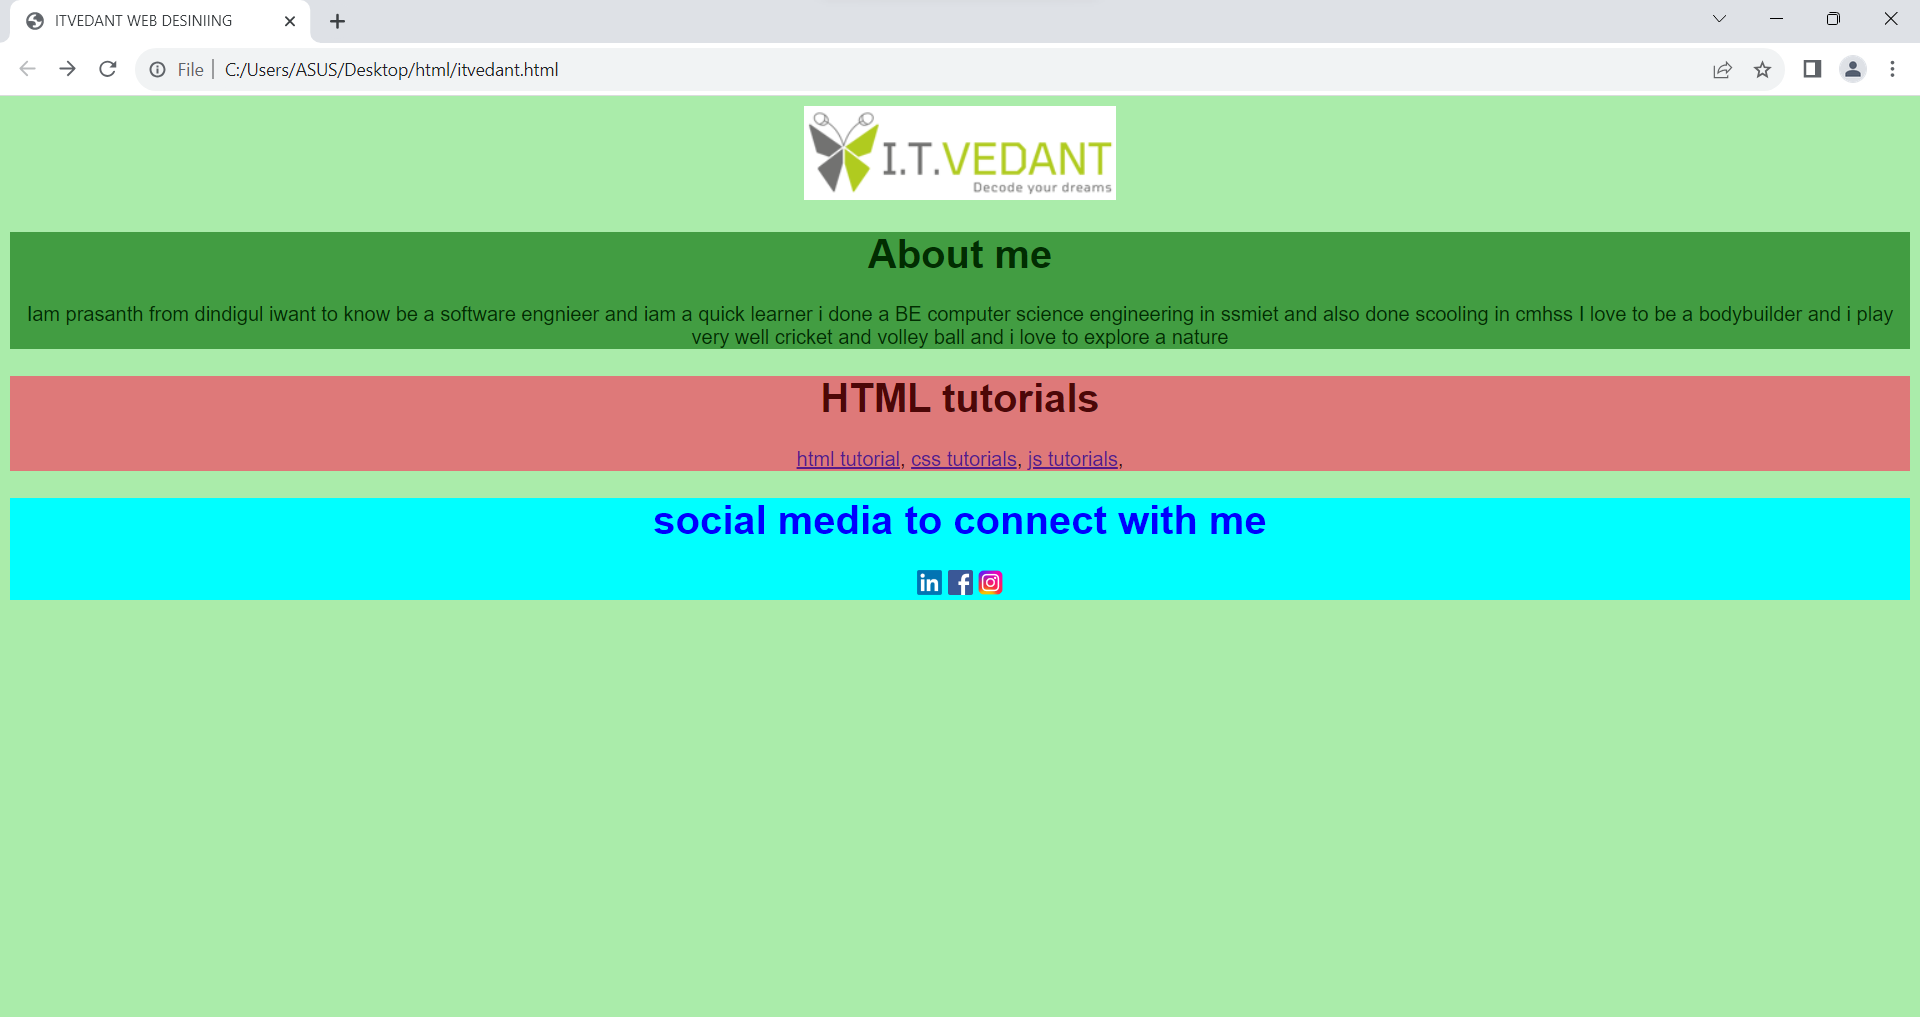 ITVEDANT WEB DESINIING
File
C:/Users/ASUS/Desktop/html/itvedant.html
I.T.VEDANT
Decode your dreams
About me
Iam prasanth from dindigul iwant to know be a software engnieer and iam a quick learner i done a BE computer science engineering in ssmiet and also done scooling in cmhss I love to be a bodybuilder and i play
very well cricket and volley ball and i love to explore a nature
HTML tutorials
html tutorial, css tutorials, js tutorials,
social media to connect with me
in f